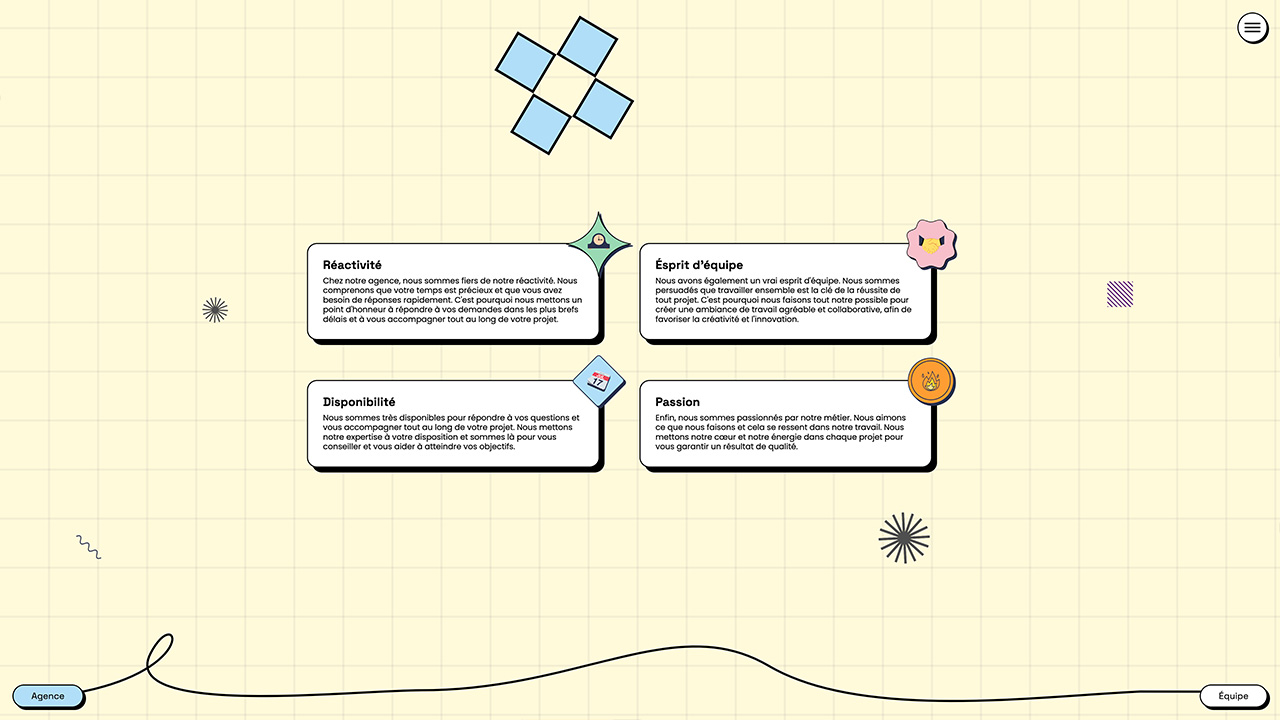 Réactivité
Chez notre agence, nous sommes fiers de notre réactivité. Nous
comprenons que votre temps est précieux et que vous avez
besoin de réponses rapidement. C'est pourquoi nous mettons un
point d'honneur à répondre à vos demandes dans les plus brefs
délais et à vous accompagner tout au long de votre projet.
Ésprit d'équipe
Nous avons également un vrai esprit d'équipe. Nous sommes
persuadés que travailler ensemble est la clé de la réussite de
tout projet. C'est pourquoi nous faisons tout notre possible pour
créer une ambiance de travail agréable et collaborative, afin de
favoriser la créativité et l'innovation.
17
Disponibilité
Nous sommes très disponibles pour répondre à vos questions et
vous accompagner tout au long de votre projet. Nous mettons
notre expertise à votre disposition et sommes là pour vous
conseiller et vous aider à atteindre vos objectifs.
Passion
Enfin, nous sommes passionnés par notre métier. Nous aimons
ce que nous faisons et cela se ressent dans notre travail. Nous
mettons notre cœur et notre énergie dans chaque projet pour
vous garantir un résultat de qualité.
Agence
Équipe